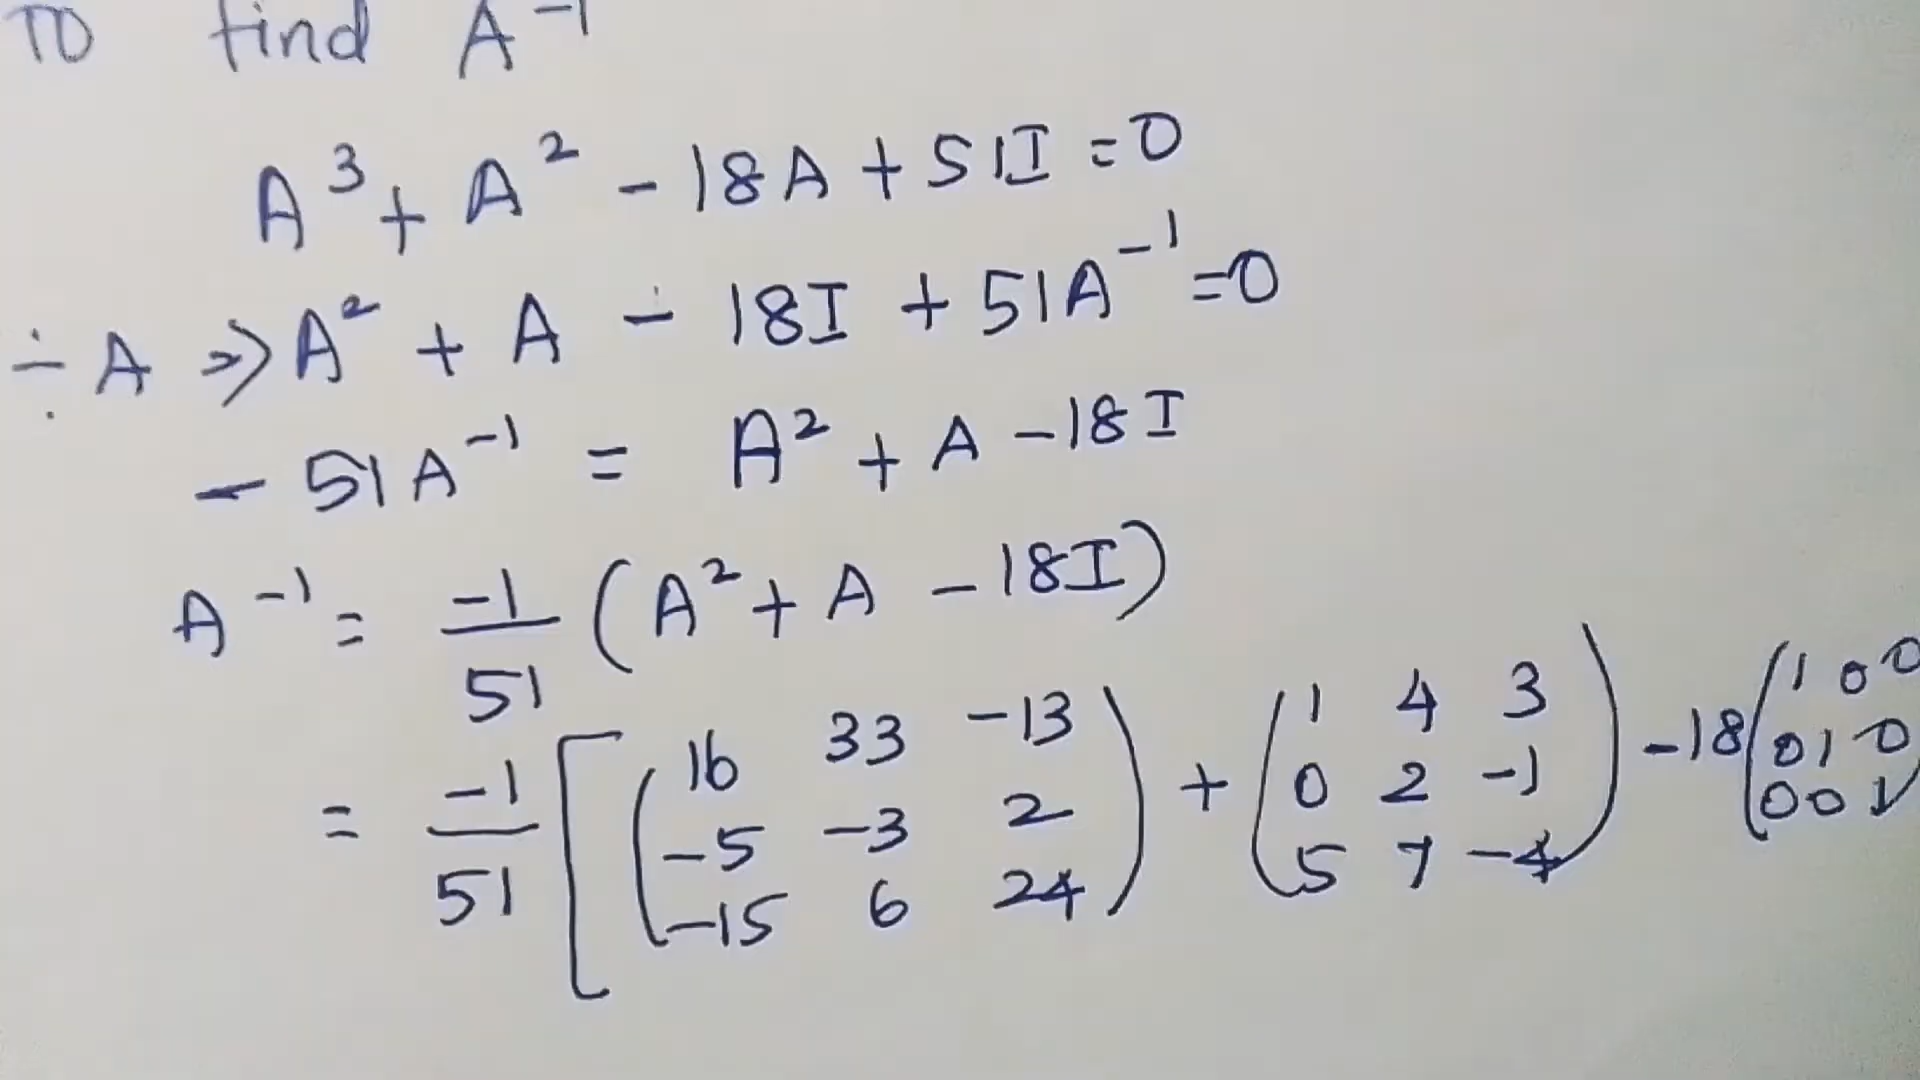 TO find A⁻¹
A³ + A² - 18A + 51I = 0
÷ A ⇒ A² + A - 18I + 51A⁻¹ = 0
- 51A⁻¹ = A² + A - 18I
A⁻¹ = -1/51 (A² + A - 18I)
= -1/51 [ ( 16 33 -13
-5 -3 2
-15 6 24 ) + ( 1 4 3
0 2 -1
5 7 -4 ) - 18 ( 1 0 0
0 1 0
0 0 1 )